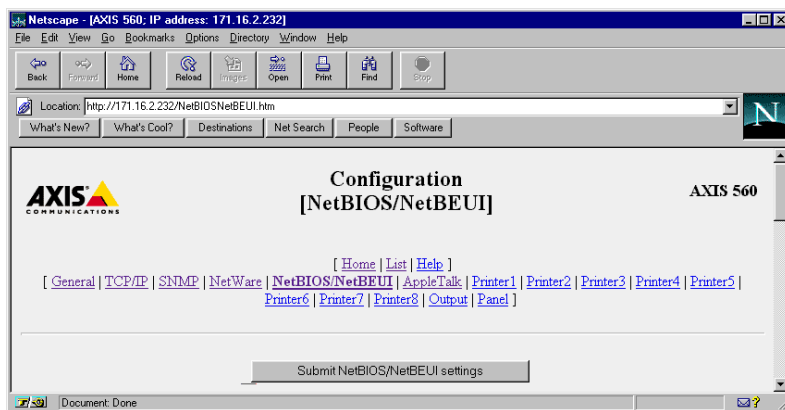 Netscape - [AXIS 560; IP address: 171.16.2.232]
File Edit View Go Bookmarks Options Directory Window Help
Back Forward Home Reload Images Open Print Find Stop
Location: http://171.16.2.232/NetBIOSNetBEUI.htm
N
What's New? What's Cool? Destinations Net Search People Software
AXIS COMMUNICATIONS
Configuration
[NetBIOS/NetBEUI]
AXIS 560
[ Home | List | Help ]
[ General | TCP/IP | SNMP | NetWare | NetBIOS/NetBEUI | AppleTalk | Printer1 | Printer2 | Printer3 | Printer4 | Printer5 |
Printer6 | Printer7 | Printer8 | Output | Panel ]
Submit NetBIOS/NetBEUI settings
Document: Done